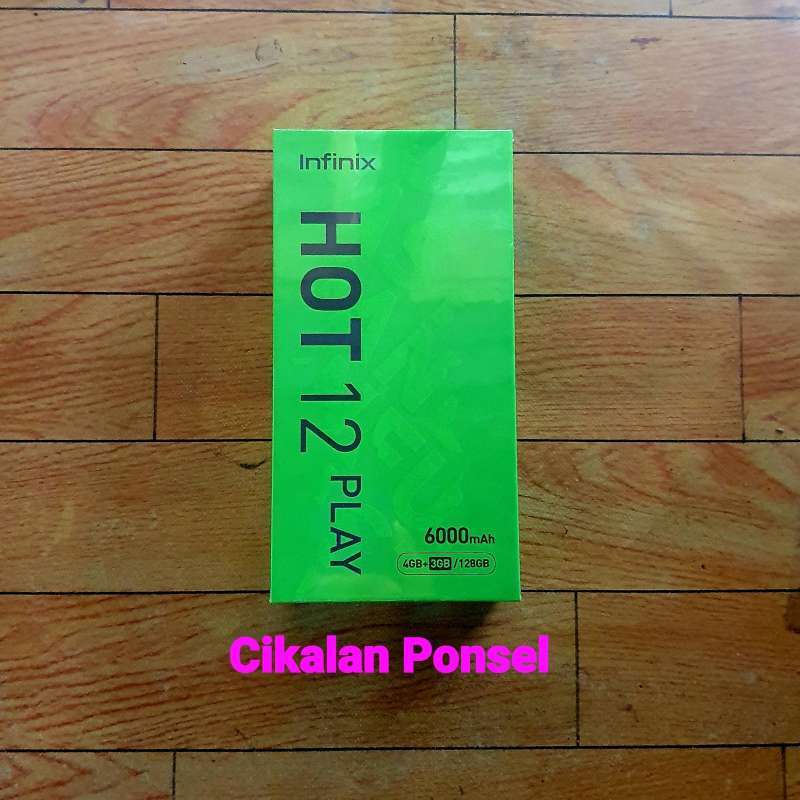 Infinix
HOT 12 PLAY
6000mAh
4GB+3GB/128GB
Cikalan Ponsel